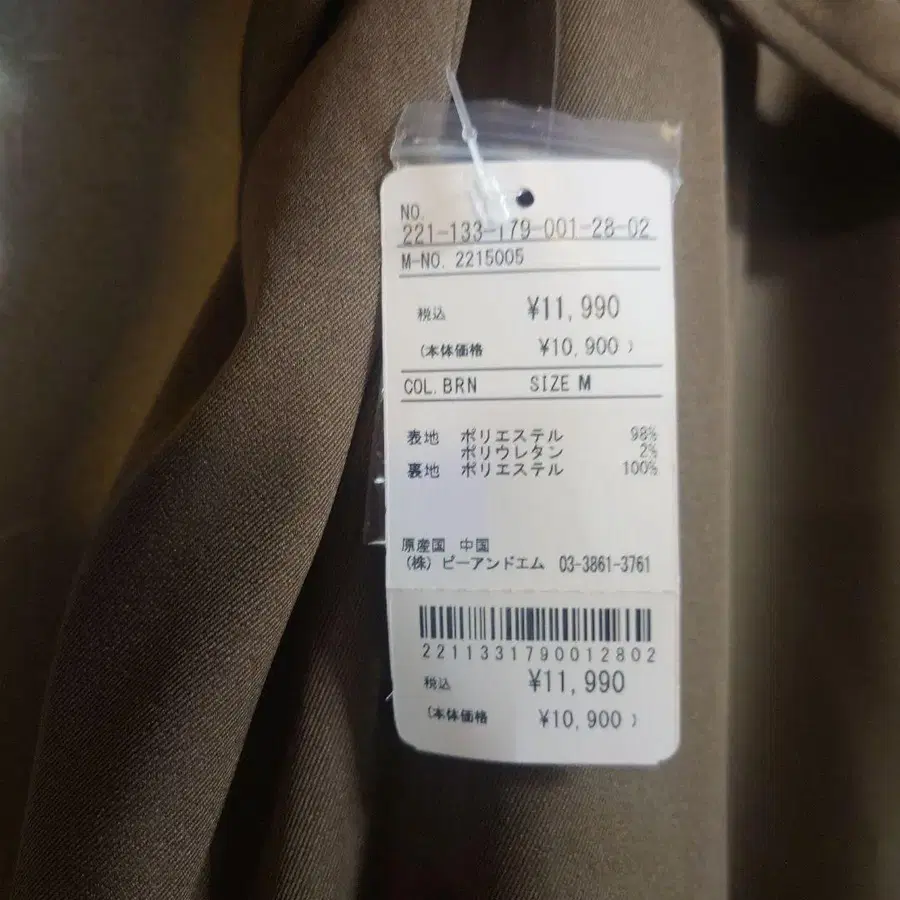 NO.
221-133-179-001-28-02
M-NO. 2215005
税込 ¥11,990
(本体価格 ¥10,900)
COL. BRN SIZE M
表地 ポリエステル 98%
ポリウレタン 2%
裏地 ポリエステル 100%
原産国 中国
(株) ピーアンドエム 03-3861-3761
2211331790012802
税込 ¥11,990
(本体価格 ¥10,900)